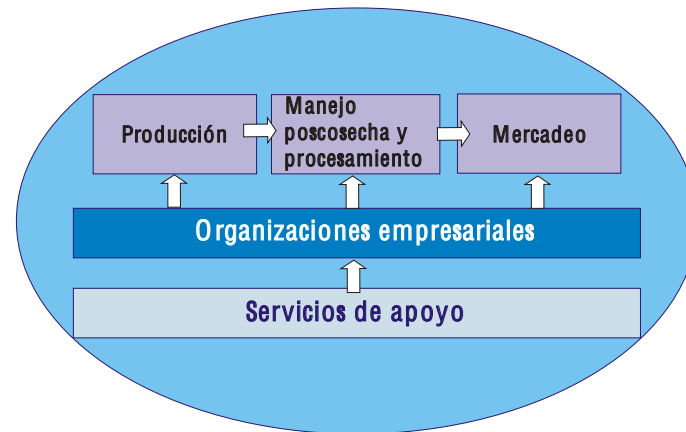 Producción
Manejo
poscosecha y
procesamiento
Mercadeo
Organizaciones empresariales
Servicios de apoyo